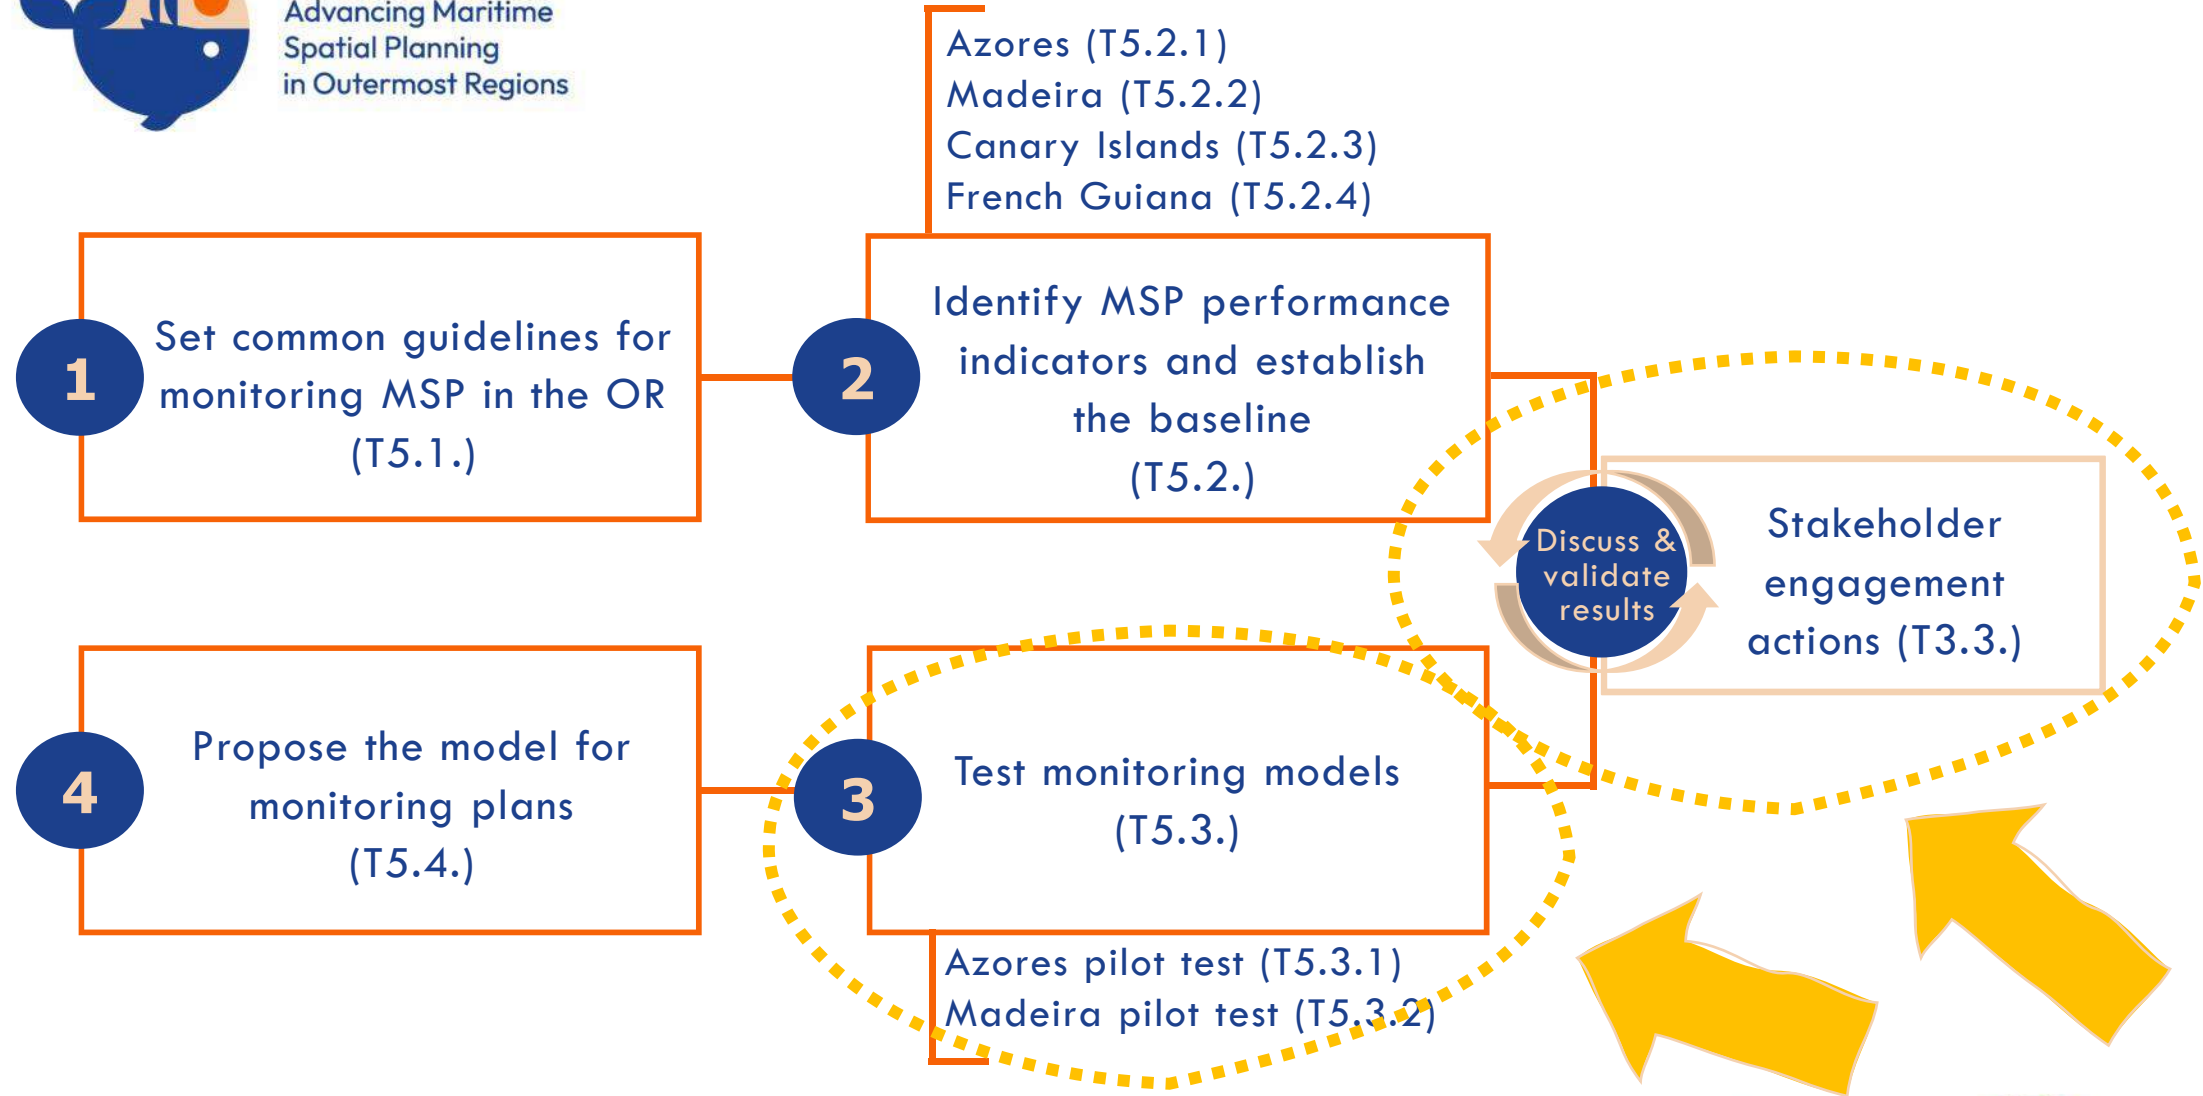 Advancing Maritime
Spatial Planning
in Outermost Regions
Azores (T5.2.1)
Madeira (T5.2.2)
Canary Islands (T5.2.3)
French Guiana (T5.2.4)
1
Set common guidelines for
monitoring MSP in the OR
(T5.1.)
2
Identify MSP performance
indicators and establish
the baseline
(T5.2.)
Discuss &
validate
results
Stakeholder
engagement
actions (T3.3.)
4
Propose the model for
monitoring plans
(T5.4.)
3
Test monitoring models
(T5.3.)
Azores pilot test (T5.3.1)
Madeira pilot test (T5.3.2)